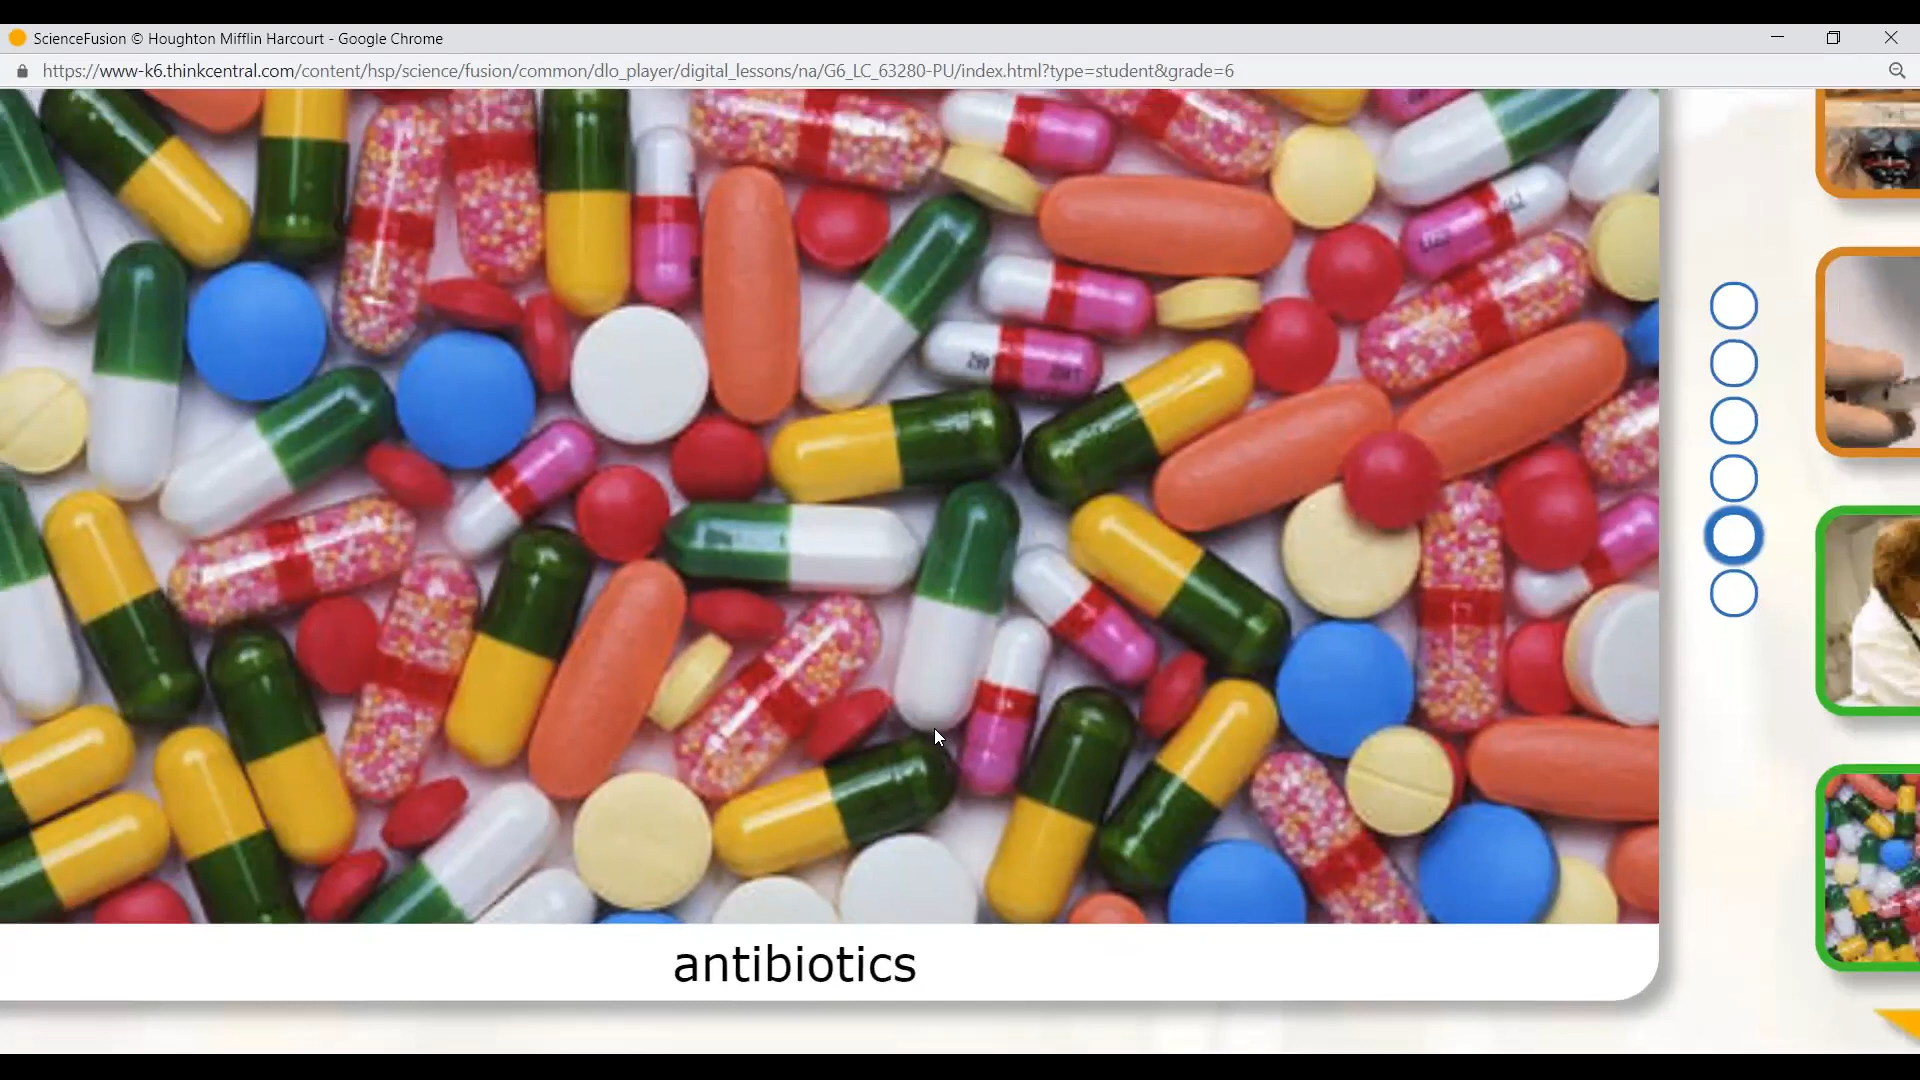 ScienceFusion © Houghton Mifflin Harcourt - Google Chrome
https://www-k6.thinkcentral.com/content/hsp/science/fusion/common/dlo_player/digital_lessons/na/G6_LC_63280-PU/index.html?type=student&grade=6
antibiotics